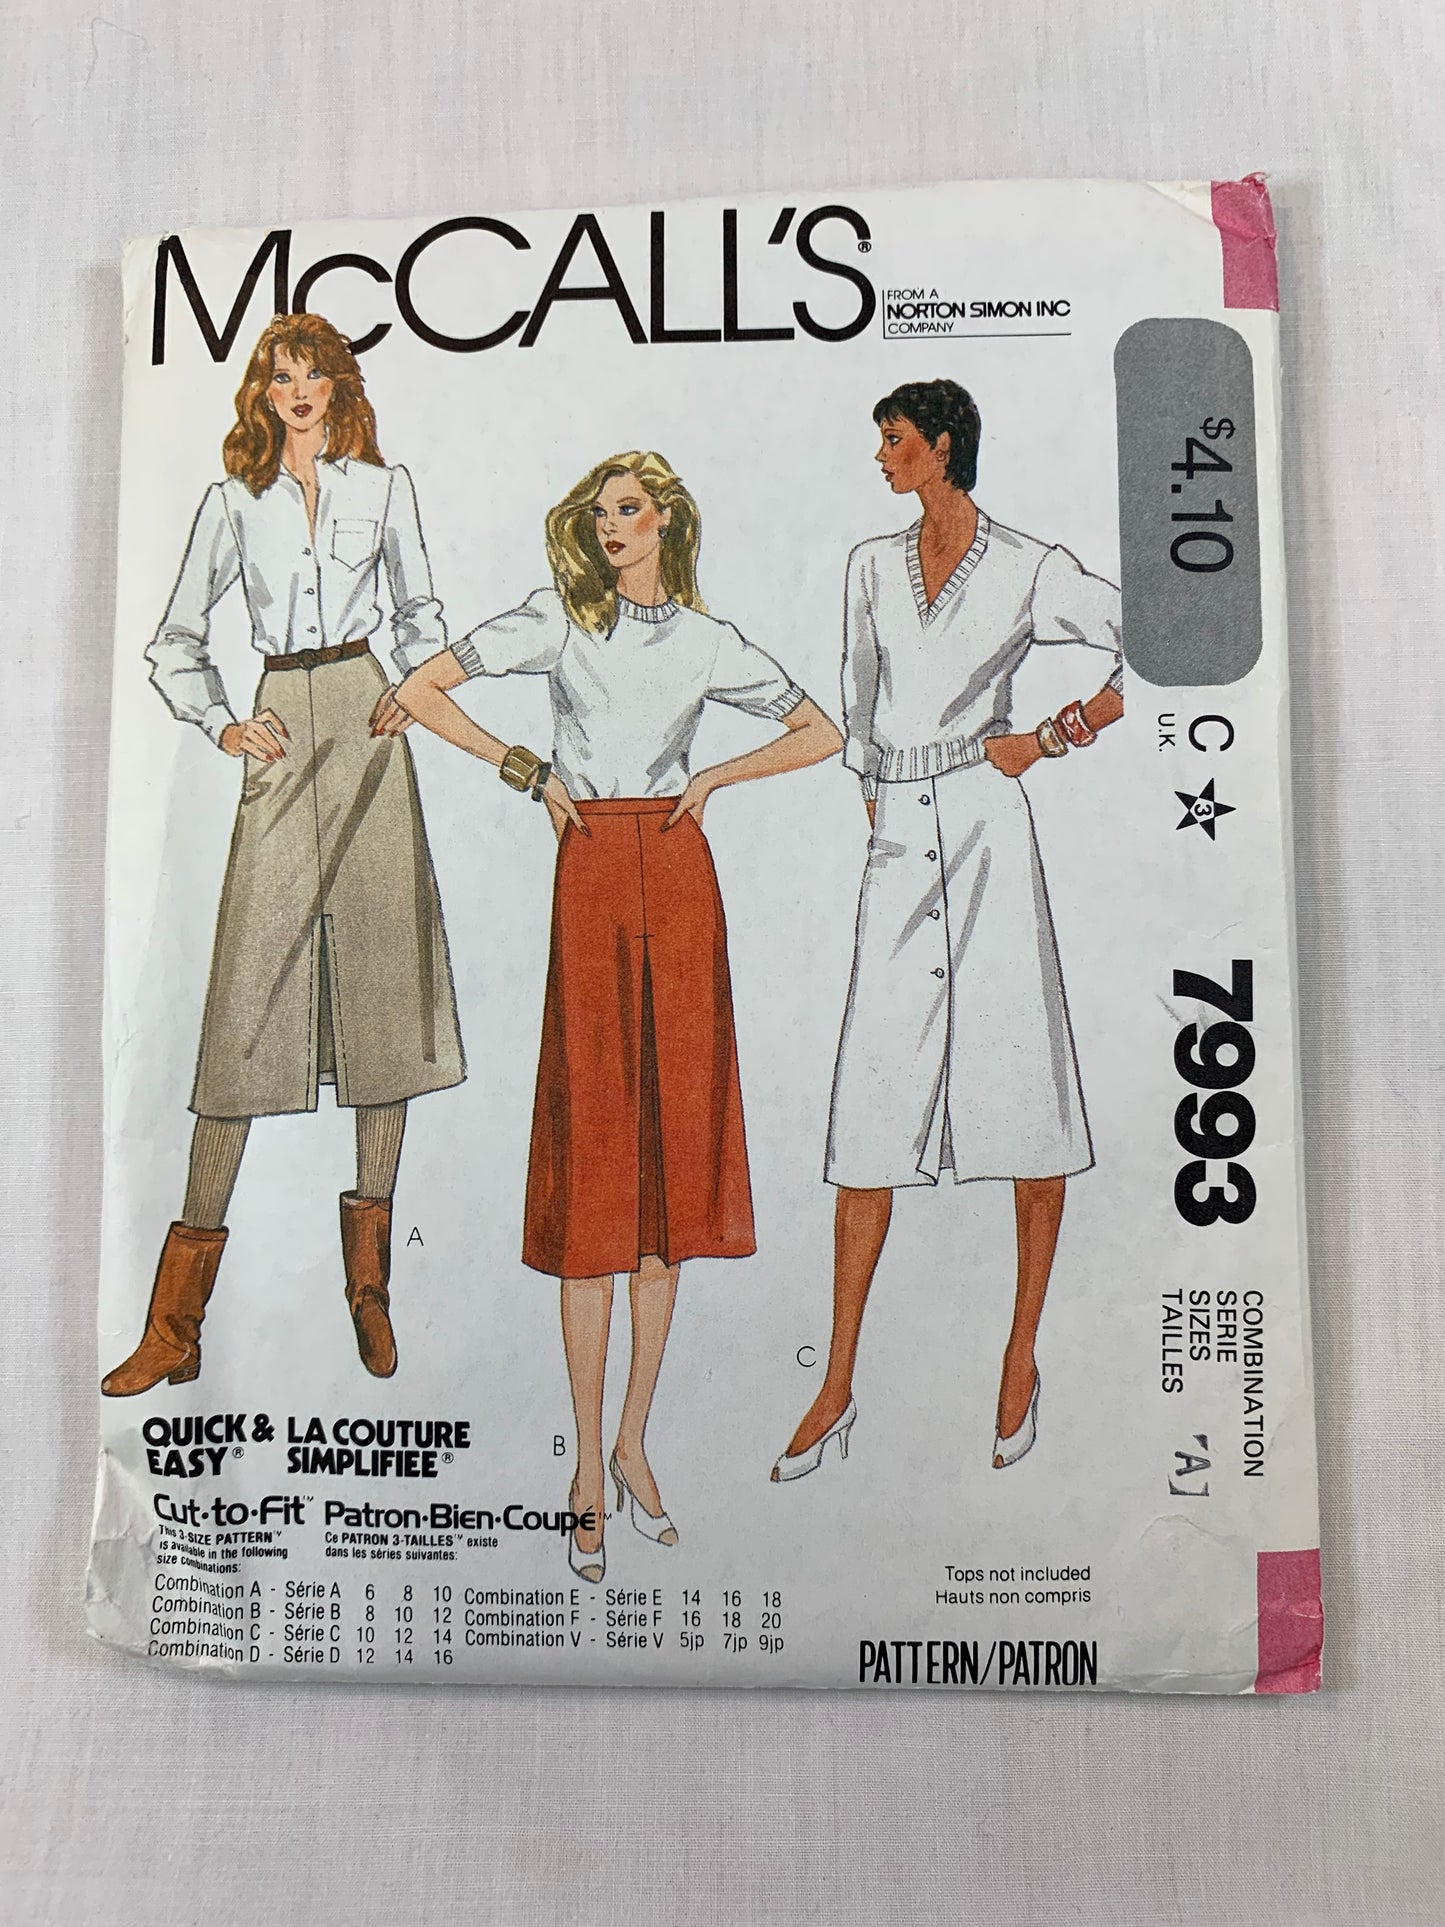 McCALL'S®
FROM A
NORTON SIMON INC
COMPANY
$4.10
C
U.K.
3
7993
COMBINATION
SERIE
SIZES
TAILLES
"A]
A
B
C
QUICK & EASY®
LA COUTURE SIMPLIFIEE®
Cut·to·Fit™ Patron·Bien·Coupé™
This 3-SIZE PATTERN™
is available in the following
size combinations:
Ce PATRON 3-TAILLES™ existe
dans les séries suivantes:
Combination A - Série A 6 8 10 Combination E - Série E 14 16 18
Combination B - Série B 8 10 12 Combination F - Série F 16 18 20
Combination C - Série C 10 12 14 Combination V - Série V 5jp 7jp 9jp
Combination D - Série D 12 14 16
Tops not included
Hauts non compris
PATTERN/PATRON